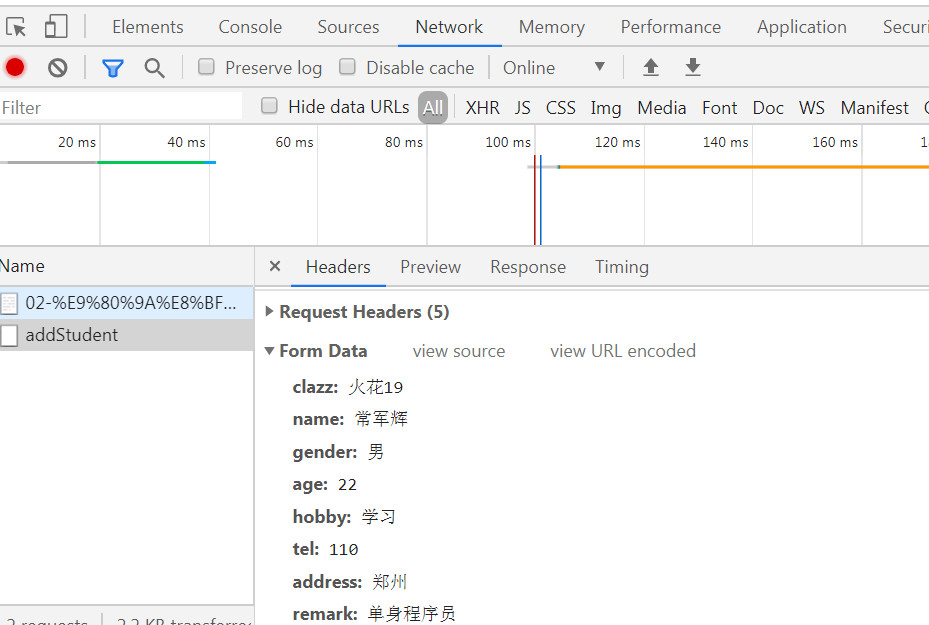 Elements Console Sources Network Memory Performance Application Securi
Preserve log Disable cache Online
Filter Hide data URLs All XHR JS CSS Img Media Font Doc WS Manifest
20 ms 40 ms 60 ms 80 ms 100 ms 120 ms 140 ms 160 ms
Name
02-%E9%80%9A%E8%BF...
addStudent
Headers Preview Response Timing
Request Headers (5)
Form Data view source view URL encoded
clazz: 火花19
name: 常军辉
gender: 男
age: 22
hobby: 学习
tel: 110
address: 郑州
remark: 单身程序员
2 requests 2.2 KB transferre